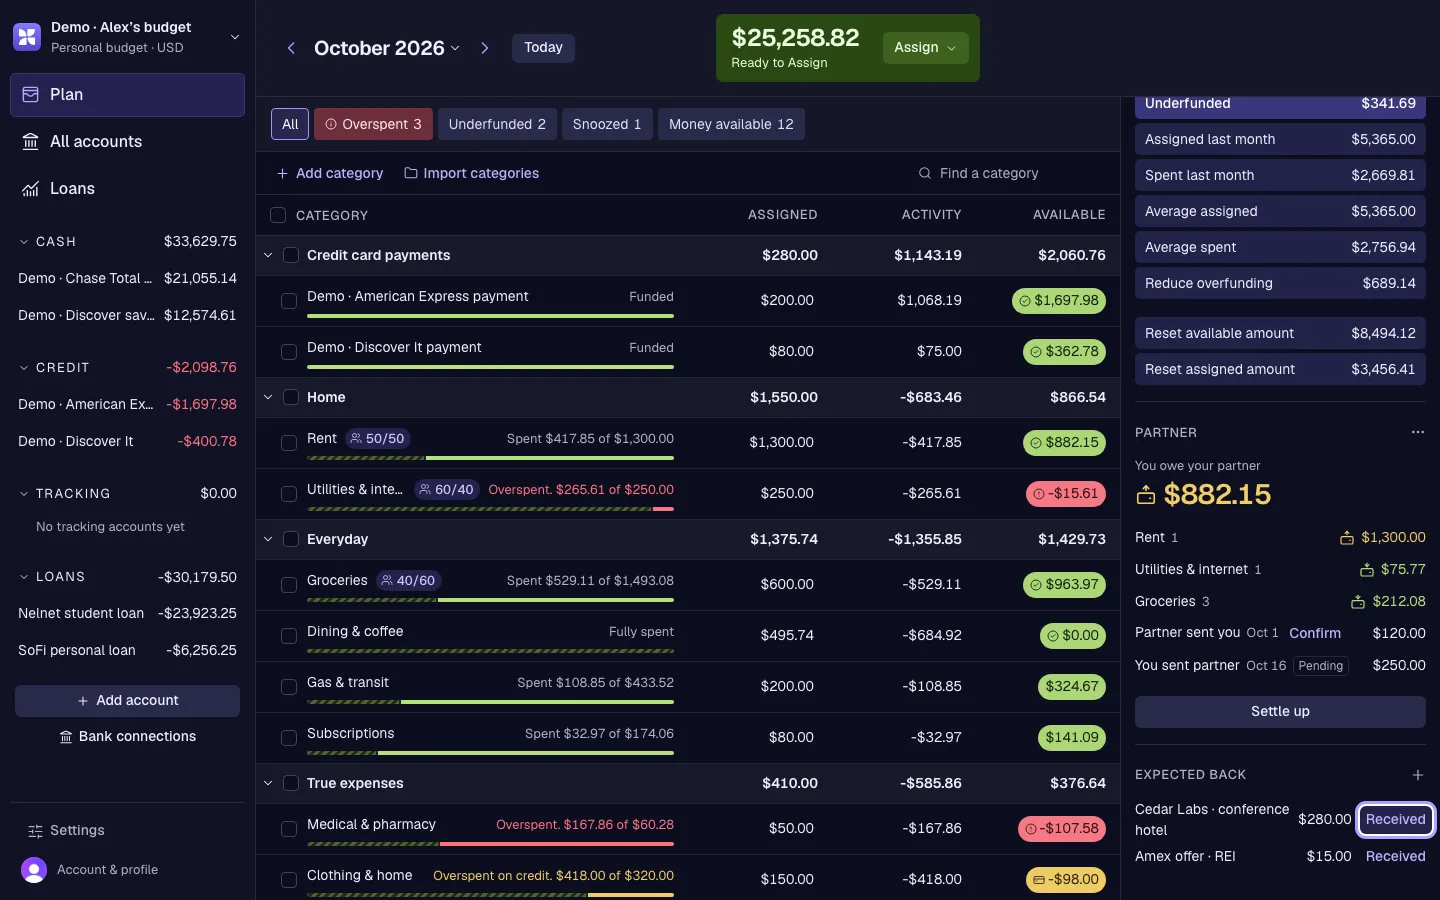 Demo · Alex’s budget
Personal budget · USD
Plan
All accounts
Loans
CASH $33,629.75
Demo · Chase Total ... $21,055.14
Demo · Discover sav... $12,574.61
CREDIT -$2,098.76
Demo · American Ex... -$1,697.98
Demo · Discover It -$400.78
TRACKING $0.00
No tracking accounts yet
LOANS -$30,179.50
Nelnet student loan -$23,923.25
SoFi personal loan -$6,256.25
+ Add account
Bank connections
Settings
Account & profile
October 2026
Today
$25,258.82
Ready to Assign
Assign
All
Overspent 3
Underfunded 2
Snoozed 1
Money available 12
+ Add category
Import categories
Find a category
CATEGORY ASSIGNED ACTIVITY AVAILABLE
Credit card payments $280.00 $1,143.19 $2,060.76
Demo · American Express payment Funded $200.00 $1,068.19 $1,697.98
Demo · Discover It payment Funded $80.00 $75.00 $362.78
Home $1,550.00 -$683.46 $866.54
Rent 50/50 Spent $417.85 of $1,300.00 $1,300.00 -$417.85 $882.15
Utilities & inte... 60/40 Overspent. $265.61 of $250.00 $250.00 -$265.61 -$15.61
Everyday $1,375.74 -$1,355.85 $1,429.73
Groceries 40/60 Spent $529.11 of $1,493.08 $600.00 -$529.11 $963.97
Dining & coffee Fully spent $495.74 -$684.92 $0.00
Gas & transit Spent $108.85 of $433.52 $200.00 -$108.85 $324.67
Subscriptions Spent $32.97 of $174.06 $80.00 -$32.97 $141.09
True expenses $410.00 -$585.86 $376.64
Medical & pharmacy Overspent. $167.86 of $60.28 $50.00 -$167.86 -$107.58
Clothing & home Overspent on credit. $418.00 of $320.00 $150.00 -$418.00 -$98.00
Underfunded $341.69
Assigned last month $5,365.00
Spent last month $2,669.81
Average assigned $5,365.00
Average spent $2,756.94
Reduce overfunding $689.14
Reset available amount $8,494.12
Reset assigned amount $3,456.41
PARTNER
You owe your partner
$882.15
Rent 1 $1,300.00
Utilities & internet 1 $75.77
Groceries 3 $212.08
Partner sent you Oct 1 Confirm $120.00
You sent partner Oct 16 Pending $250.00
Settle up
EXPECTED BACK
Cedar Labs · conference
hotel $280.00 Received
Amex offer · REI $15.00 Received